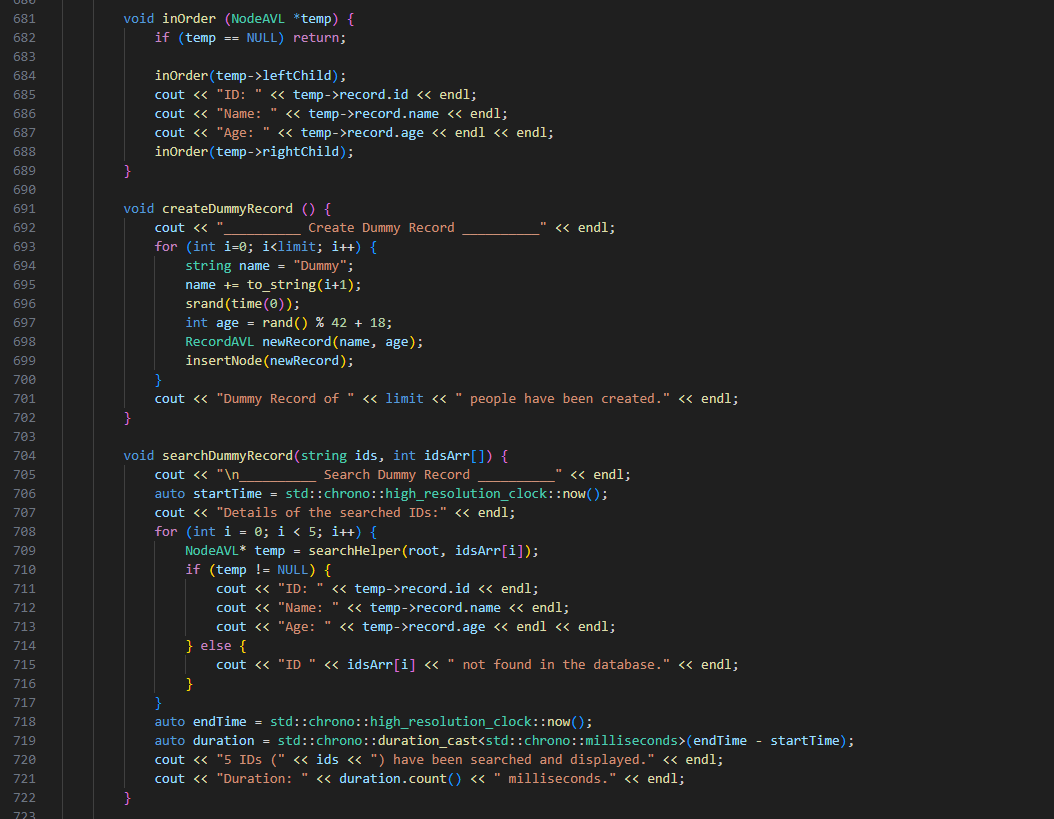 681 void inOrder (NodeAVL *temp) {
682 if (temp == NULL) return;
683
684 inOrder(temp->leftChild);
685 cout << "ID: " << temp->record.id << endl;
686 cout << "Name: " << temp->record.name << endl;
687 cout << "Age: " << temp->record.age << endl << endl;
688 inOrder(temp->rightChild);
689 }
690
691 void createDummyRecord () {
692 cout << "__________ Create Dummy Record __________" << endl;
693 for (int i=0; i<limit; i++) {
694 string name = "Dummy";
695 name += to_string(i+1);
696 srand(time(0));
697 int age = rand() % 42 + 18;
698 RecordAVL newRecord(name, age);
699 insertNode(newRecord);
700 }
701 cout << "Dummy Record of " << limit << " people have been created." << endl;
702 }
703
704 void searchDummyRecord(string ids, int idsArr[]) {
705 cout << "\n__________ Search Dummy Record __________" << endl;
706 auto startTime = std::chrono::high_resolution_clock::now();
707 cout << "Details of the searched IDs:" << endl;
708 for (int i = 0; i < 5; i++) {
709 NodeAVL* temp = searchHelper(root, idsArr[i]);
710 if (temp != NULL) {
711 cout << "ID: " << temp->record.id << endl;
712 cout << "Name: " << temp->record.name << endl;
713 cout << "Age: " << temp->record.age << endl << endl;
714 } else {
715 cout << "ID " << idsArr[i] << " not found in the database." << endl;
716 }
717 }
718 auto endTime = std::chrono::high_resolution_clock::now();
719 auto duration = std::chrono::duration_cast<std::chrono::milliseconds>(endTime - startTime);
720 cout << "5 IDs (" << ids << ") have been searched and displayed." << endl;
721 cout << "Duration: " << duration.count() << " milliseconds." << endl;
722 }
723